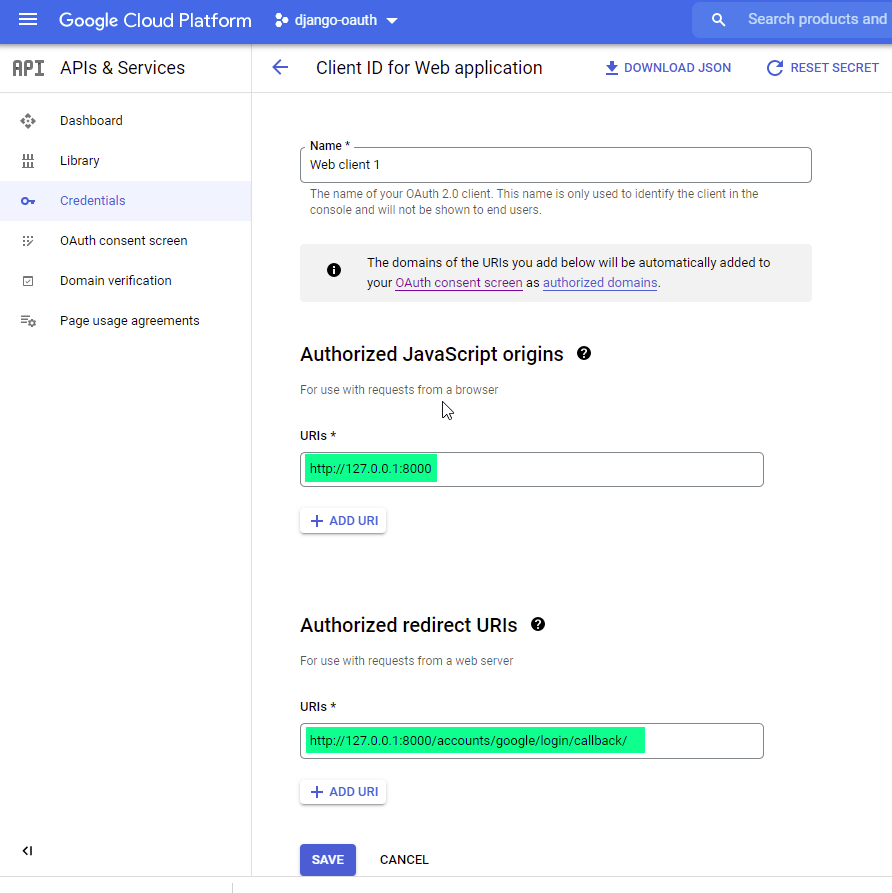 Google Cloud Platform
django-oauth
Search products and
API
APIs & Services
Client ID for Web application
DOWNLOAD JSON
RESET SECRET
Dashboard
Library
Credentials
OAuth consent screen
Domain verification
Page usage agreements
Name *
Web client 1
The name of your OAuth 2.0 client. This name is only used to identify the client in the
console and will not be shown to end users.
The domains of the URIs you add below will be automatically added to
your OAuth consent screen as authorized domains.
Authorized JavaScript origins
For use with requests from a browser
URIs *
http://127.0.0.1:8000
ADD URI
Authorized redirect URIs
For use with requests from a web server
URIs *
http://127.0.0.1:8000/accounts/google/login/callback/
ADD URI
SAVE
CANCEL